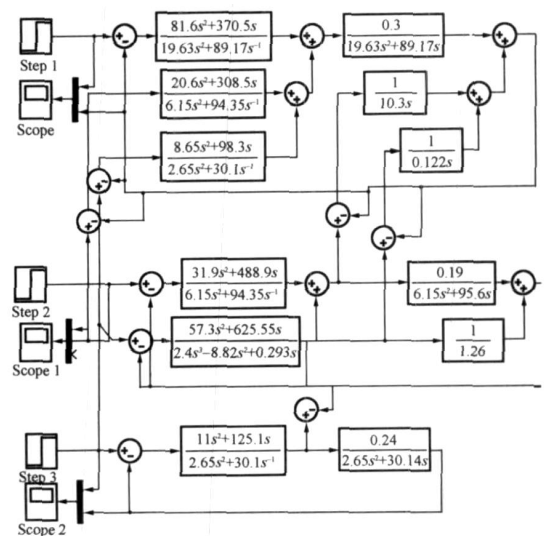 81.6s²+370.5s
19.63s²+89.17s⁻¹
0.3
19.63s²+89.17s
Step 1
20.6s²+308.5s
6.15s²+94.35s⁻¹
1
10.3s
Scope
8.65s²+98.3s
2.65s²+30.1s⁻¹
1
0.122s
31.9s²+488.9s
6.15s²+94.35s⁻¹
0.19
6.15s²+95.6s
Step 2
57.3s²+625.55s
2.4s³-8.82s²+0.293s
1
1.26
Scope 1
11s²+125.1s
2.65s²+30.1s⁻¹
0.24
2.65s²+30.14s
Step 3
Scope 2